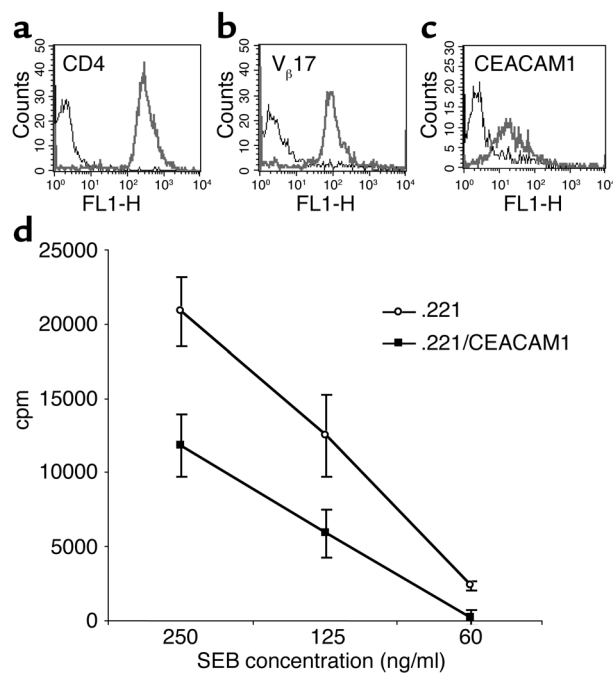 a b c
CD4
Counts
50
40
30
20
10
0
10⁰ 10¹ 10² 10³ 10⁴
FL1-H
Vβ17
Counts
50
40
30
20
10
0
10⁰ 10¹ 10² 10³ 10⁴
FL1-H
CEACAM1
Counts
30
25
20
15
10
5
0
10⁰ 10¹ 10² 10³
FL1-H
d
25000
20000
15000
10000
5000
0
cpm
.221
.221/CEACAM1
250 125 60
SEB concentration (ng/ml)